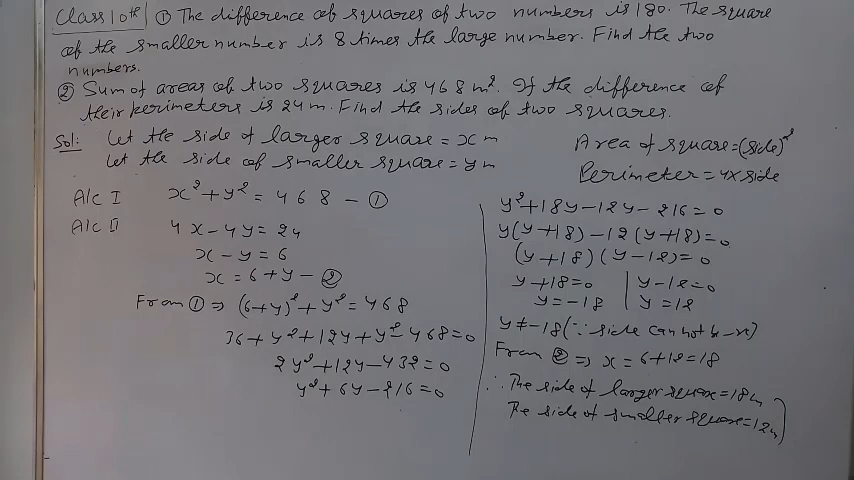 Class 10th ① The difference of squares of two numbers is 180. The square
of the smaller number is 8 times the large number. Find the two
numbers.
② Sum of areas of two squares is 468 m². If the difference of
their perimeters is 24 m. Find the sides of two squares.
Sol: Let the side of larger square = x m
Let the side of smaller square = y m
Area of square = (side)²
Perimeter = 4 x side
A/c I x² + y² = 468 - ①
A/c II 4x - 4y = 24
x - y = 6
x = 6 + y - ②
From ① ⇒ (6+y)² + y² = 468
36 + y² + 12y + y² - 468 = 0
2y² + 12y - 432 = 0
y² + 6y - 216 = 0
y² + 18y - 12y - 216 = 0
y(y+18) - 12(y+18) = 0
(y+18)(y-12) = 0
y+18 = 0 | y-12 = 0
y = -18 | y = 12
y ≠ -18 (∵ side can not be -ve)
From ② ⇒ x = 6+12 = 18
∴ The side of larger square = 18m
The side of smaller square = 12m